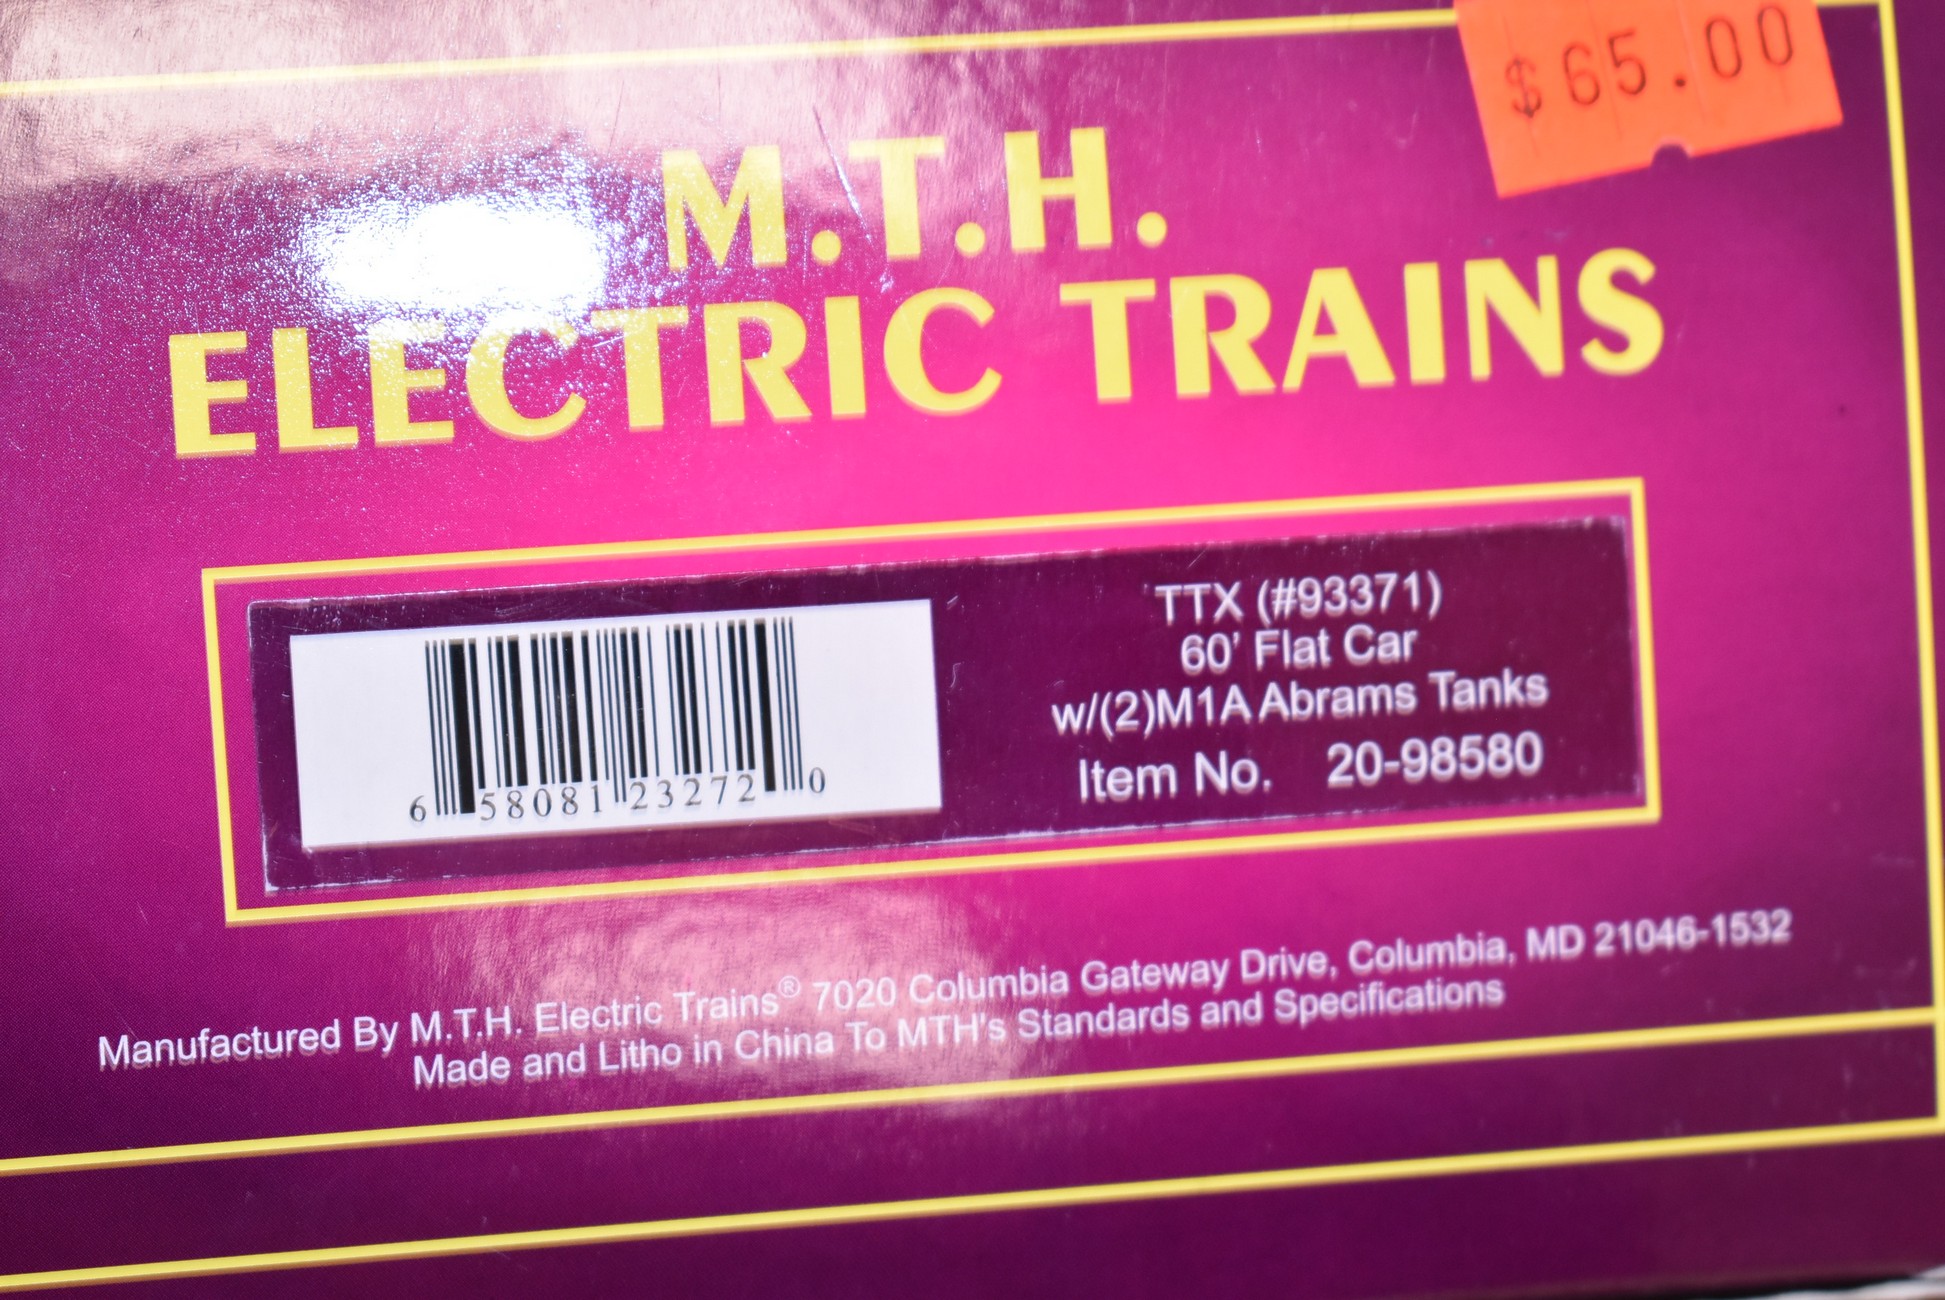 $65.00
M.T.H.
ELECTRIC TRAINS
TTX (#93371)
60' Flat Car
w/(2)M1A Abrams Tanks
Item No. 20-98580
6 58081 23272 0
Manufactured By M.T.H. Electric Trains® 7020 Columbia Gateway Drive, Columbia, MD 21046-1532
Made and Litho in China To MTH's Standards and Specifications